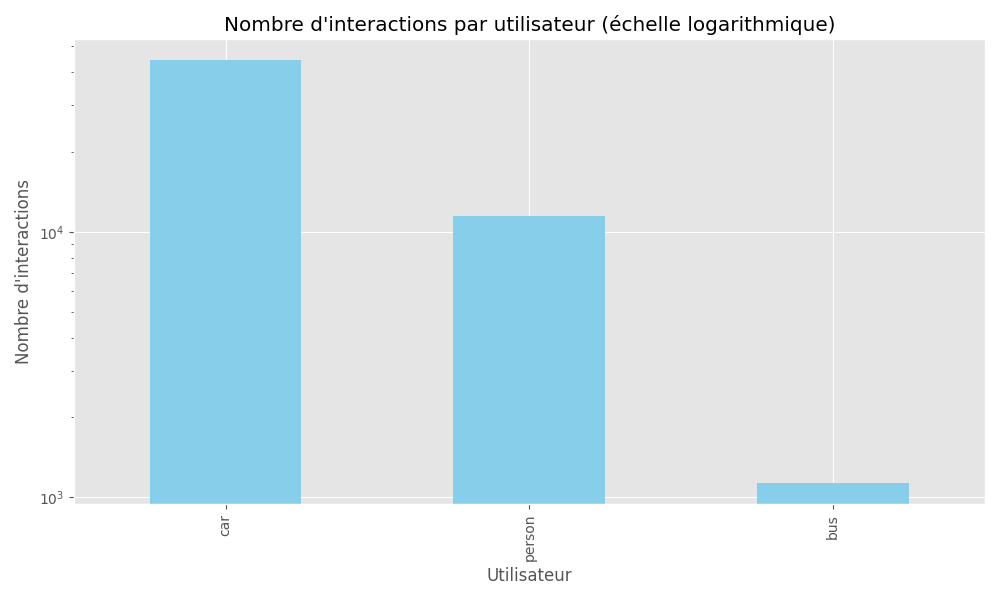 Nombre d'interactions par utilisateur (échelle logarithmique)
Nombre d'interactions
10⁴
10³
car
person
bus
Utilisateur